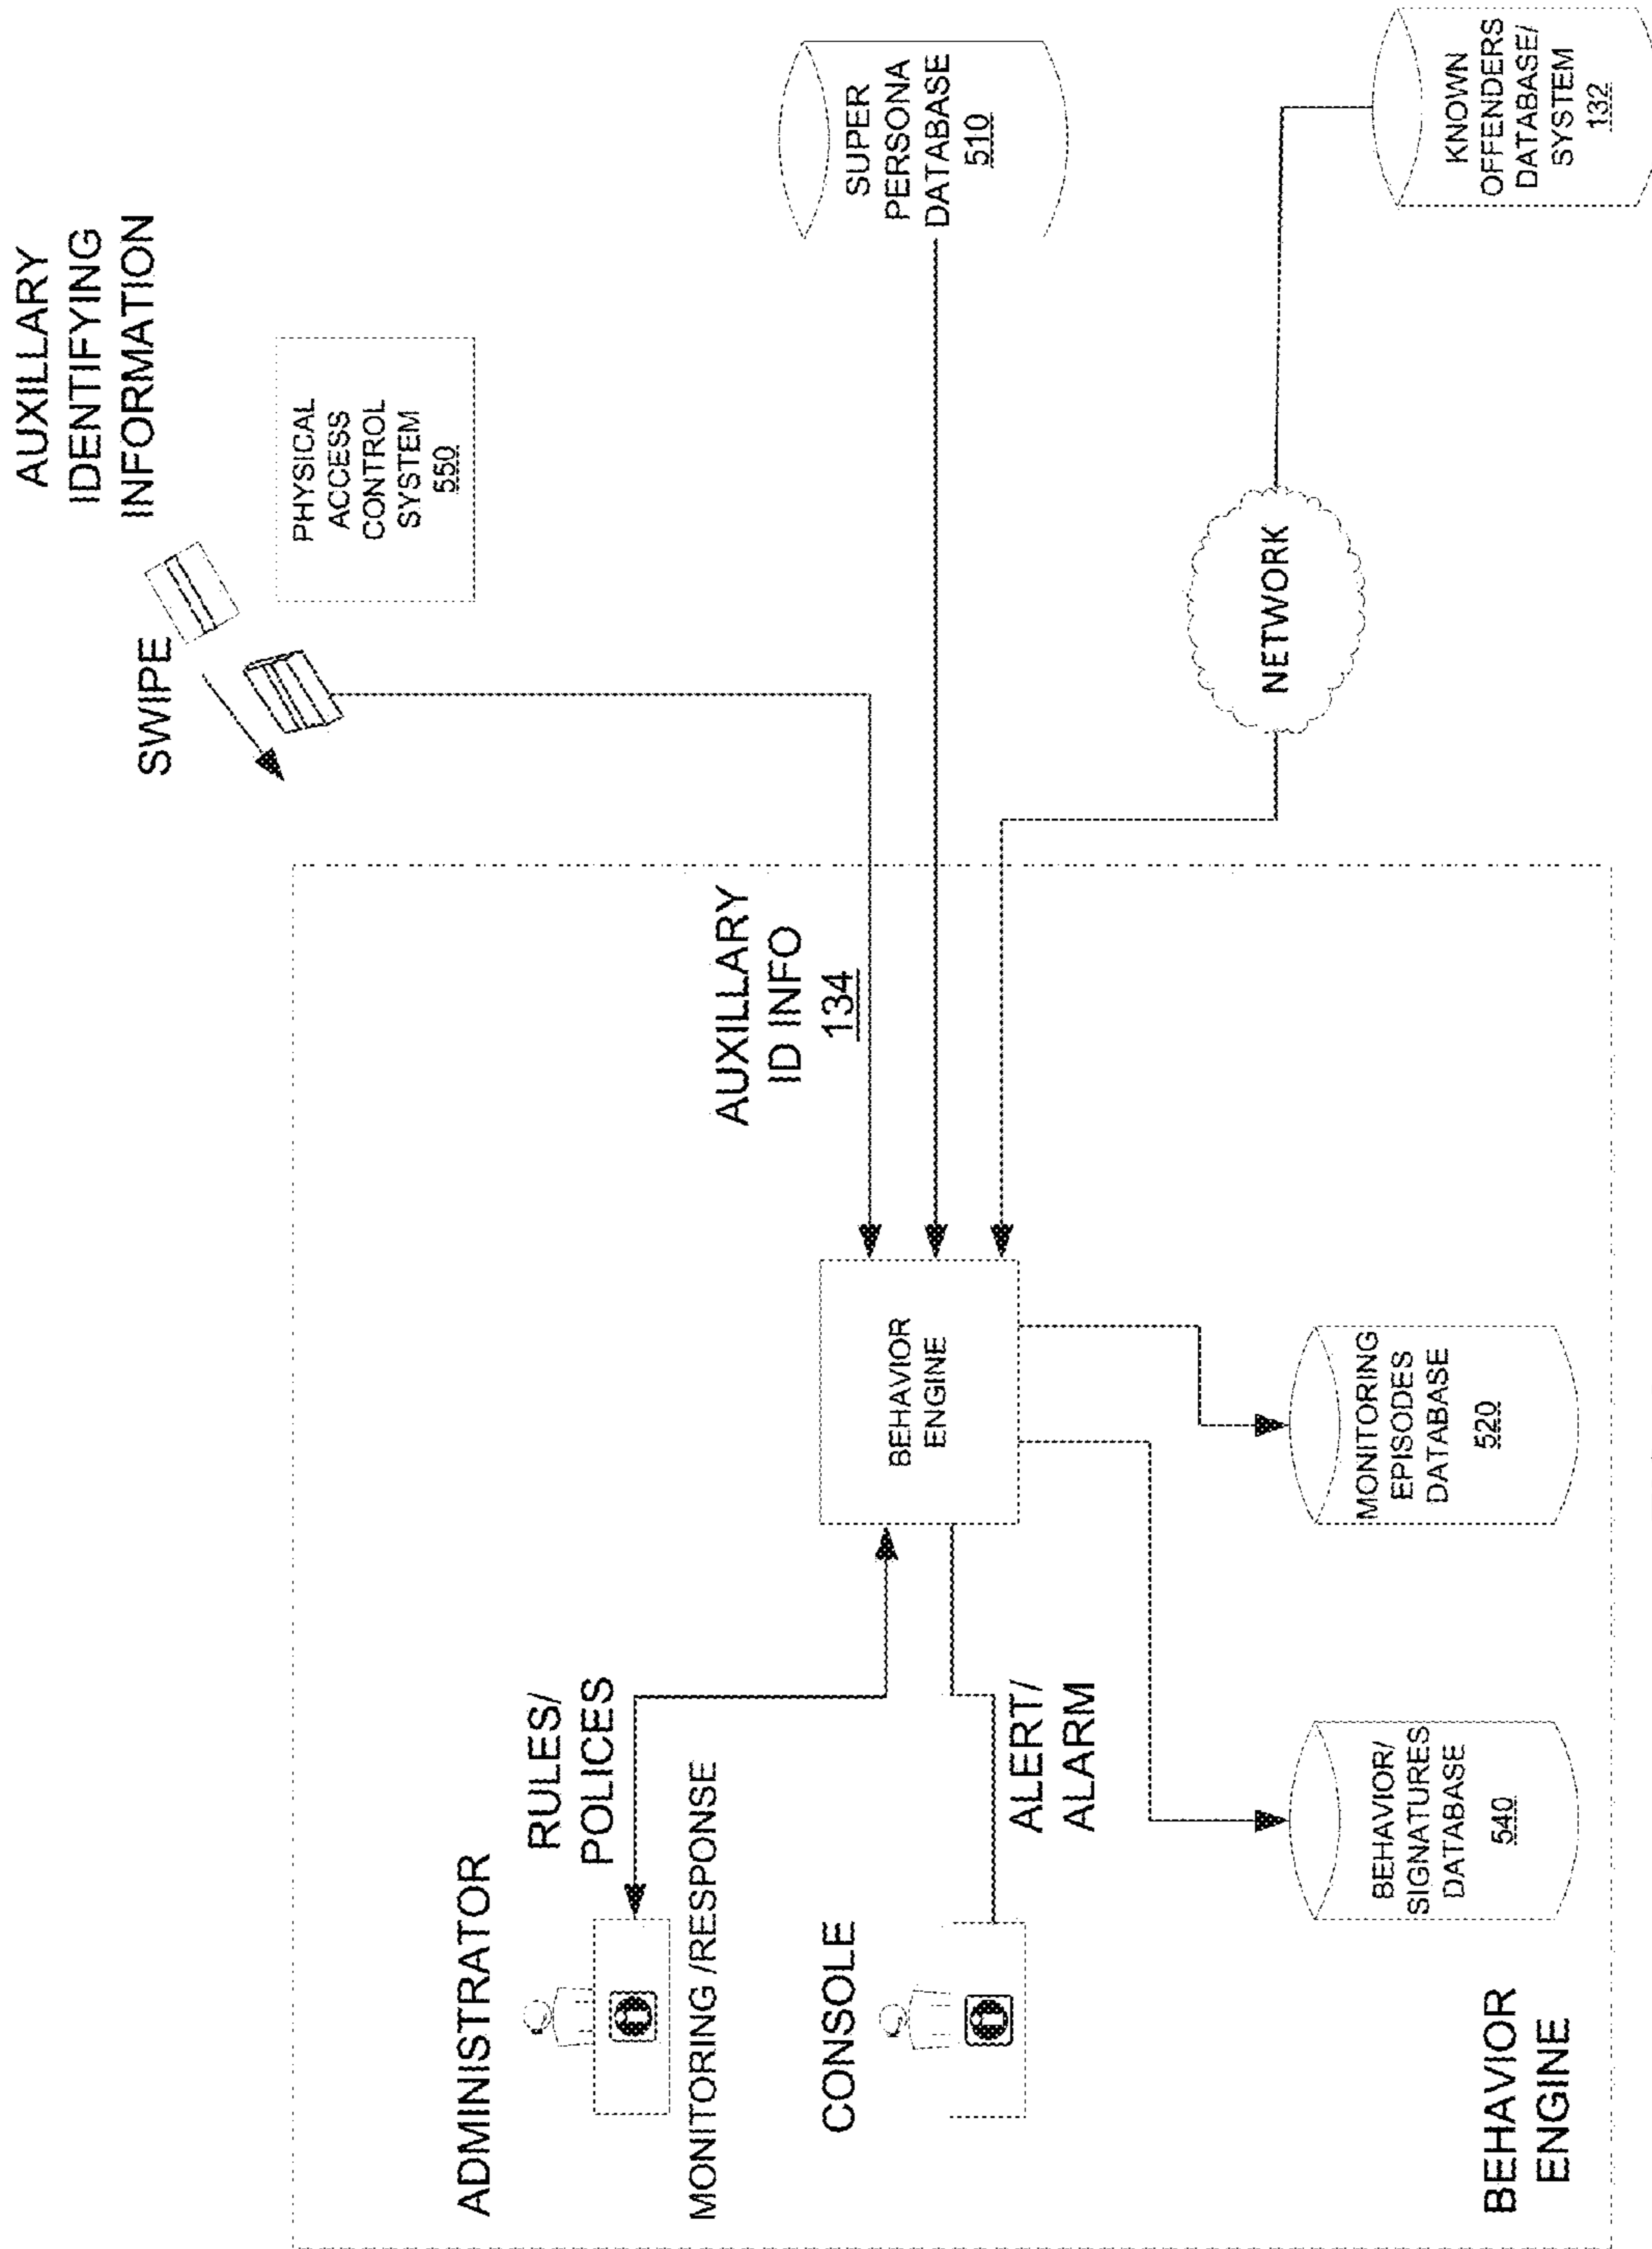 AUXILLARY
IDENTIFYING
INFORMATION
SWIPE
PHYSICAL
ACCESS
CONTROL
SYSTEM
550
AUXILLARY
ID INFO
134
SUPER
PERSONA
DATABASE
510
ADMINISTRATOR
RULES/
POLICES
MONITORING /RESPONSE
BEHAVIOR
ENGINE
CONSOLE
ALERT/
ALARM
NETWORK
KNOWN
OFFENDERS
DATABASE/
SYSTEM
132
BEHAVIOR/
SIGNATURES
DATABASE
540
MONITORING
EPISODES
DATABASE
520
BEHAVIOR
ENGINE